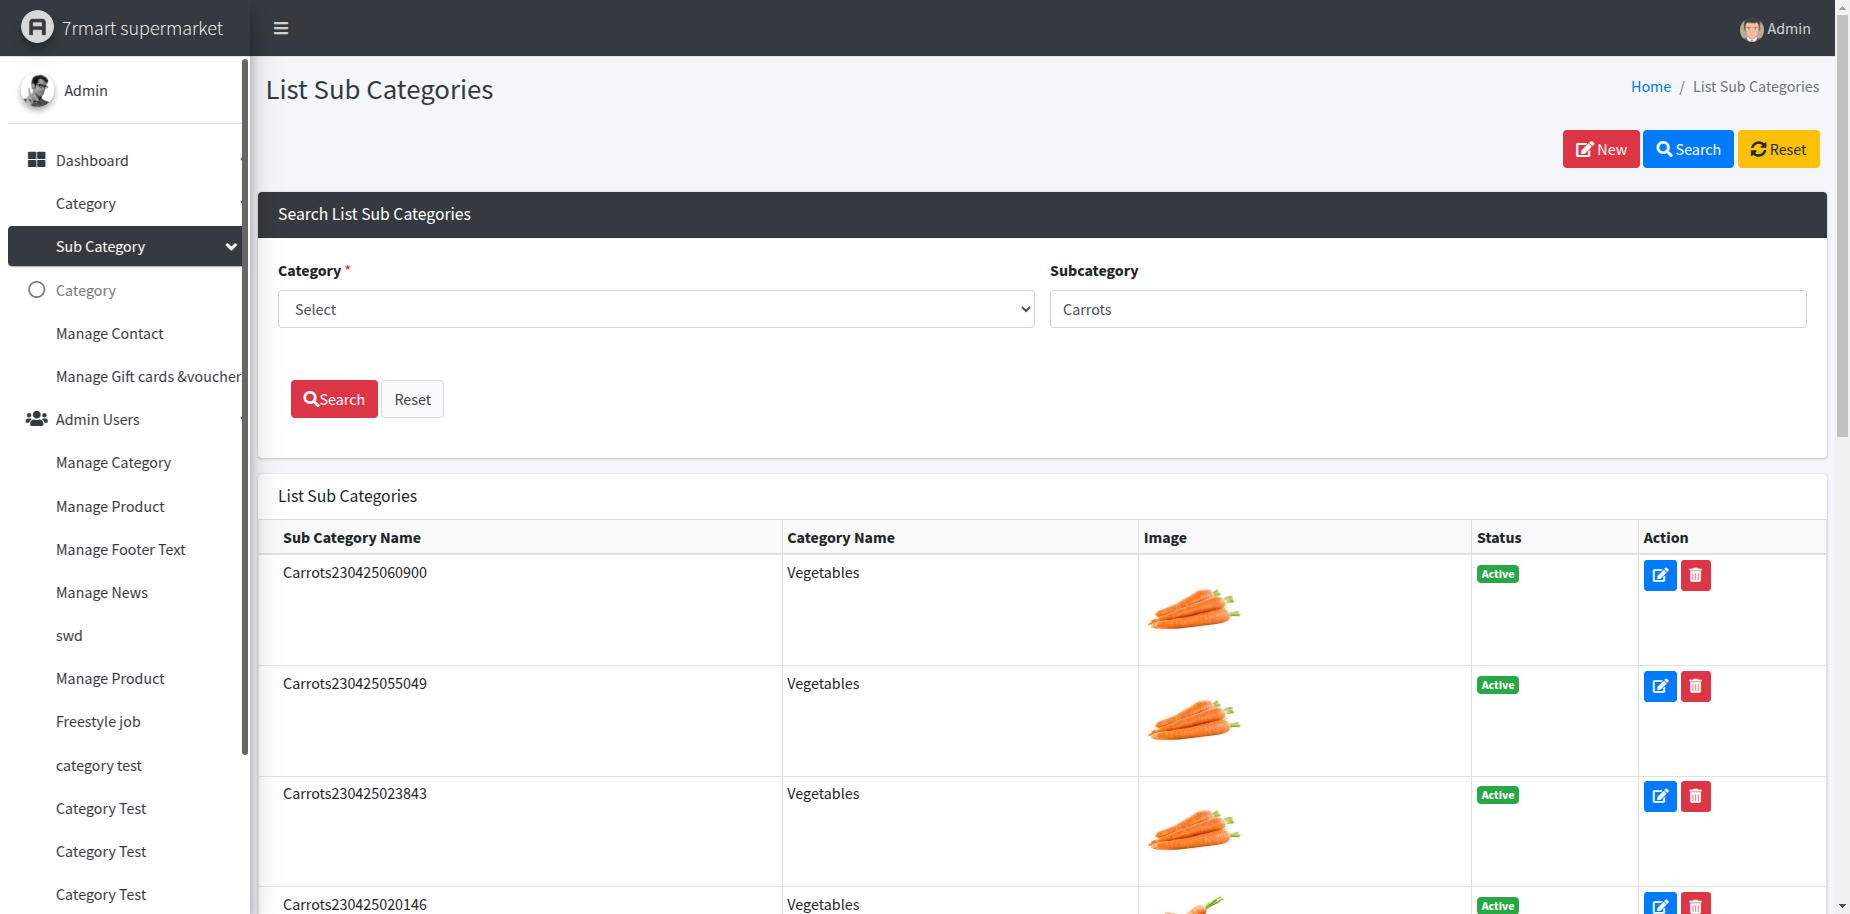 7rmart supermarket
Admin
Admin
List Sub Categories
Home / List Sub Categories
New
Search
Reset
Dashboard
Category
Sub Category
Category
Manage Contact
Manage Gift cards &voucher
Admin Users
Manage Category
Manage Product
Manage Footer Text
Manage News
swd
Manage Product
Freestyle job
category test
Category Test
Category Test
Category Test
Search List Sub Categories
Category *
Subcategory
Select
Carrots
Search
Reset
List Sub Categories
Sub Category Name Category Name Image Status Action
Carrots230425060900 Vegetables Active
Carrots230425055049 Vegetables Active
Carrots230425023843 Vegetables Active
Carrots230425020146 Vegetables Active